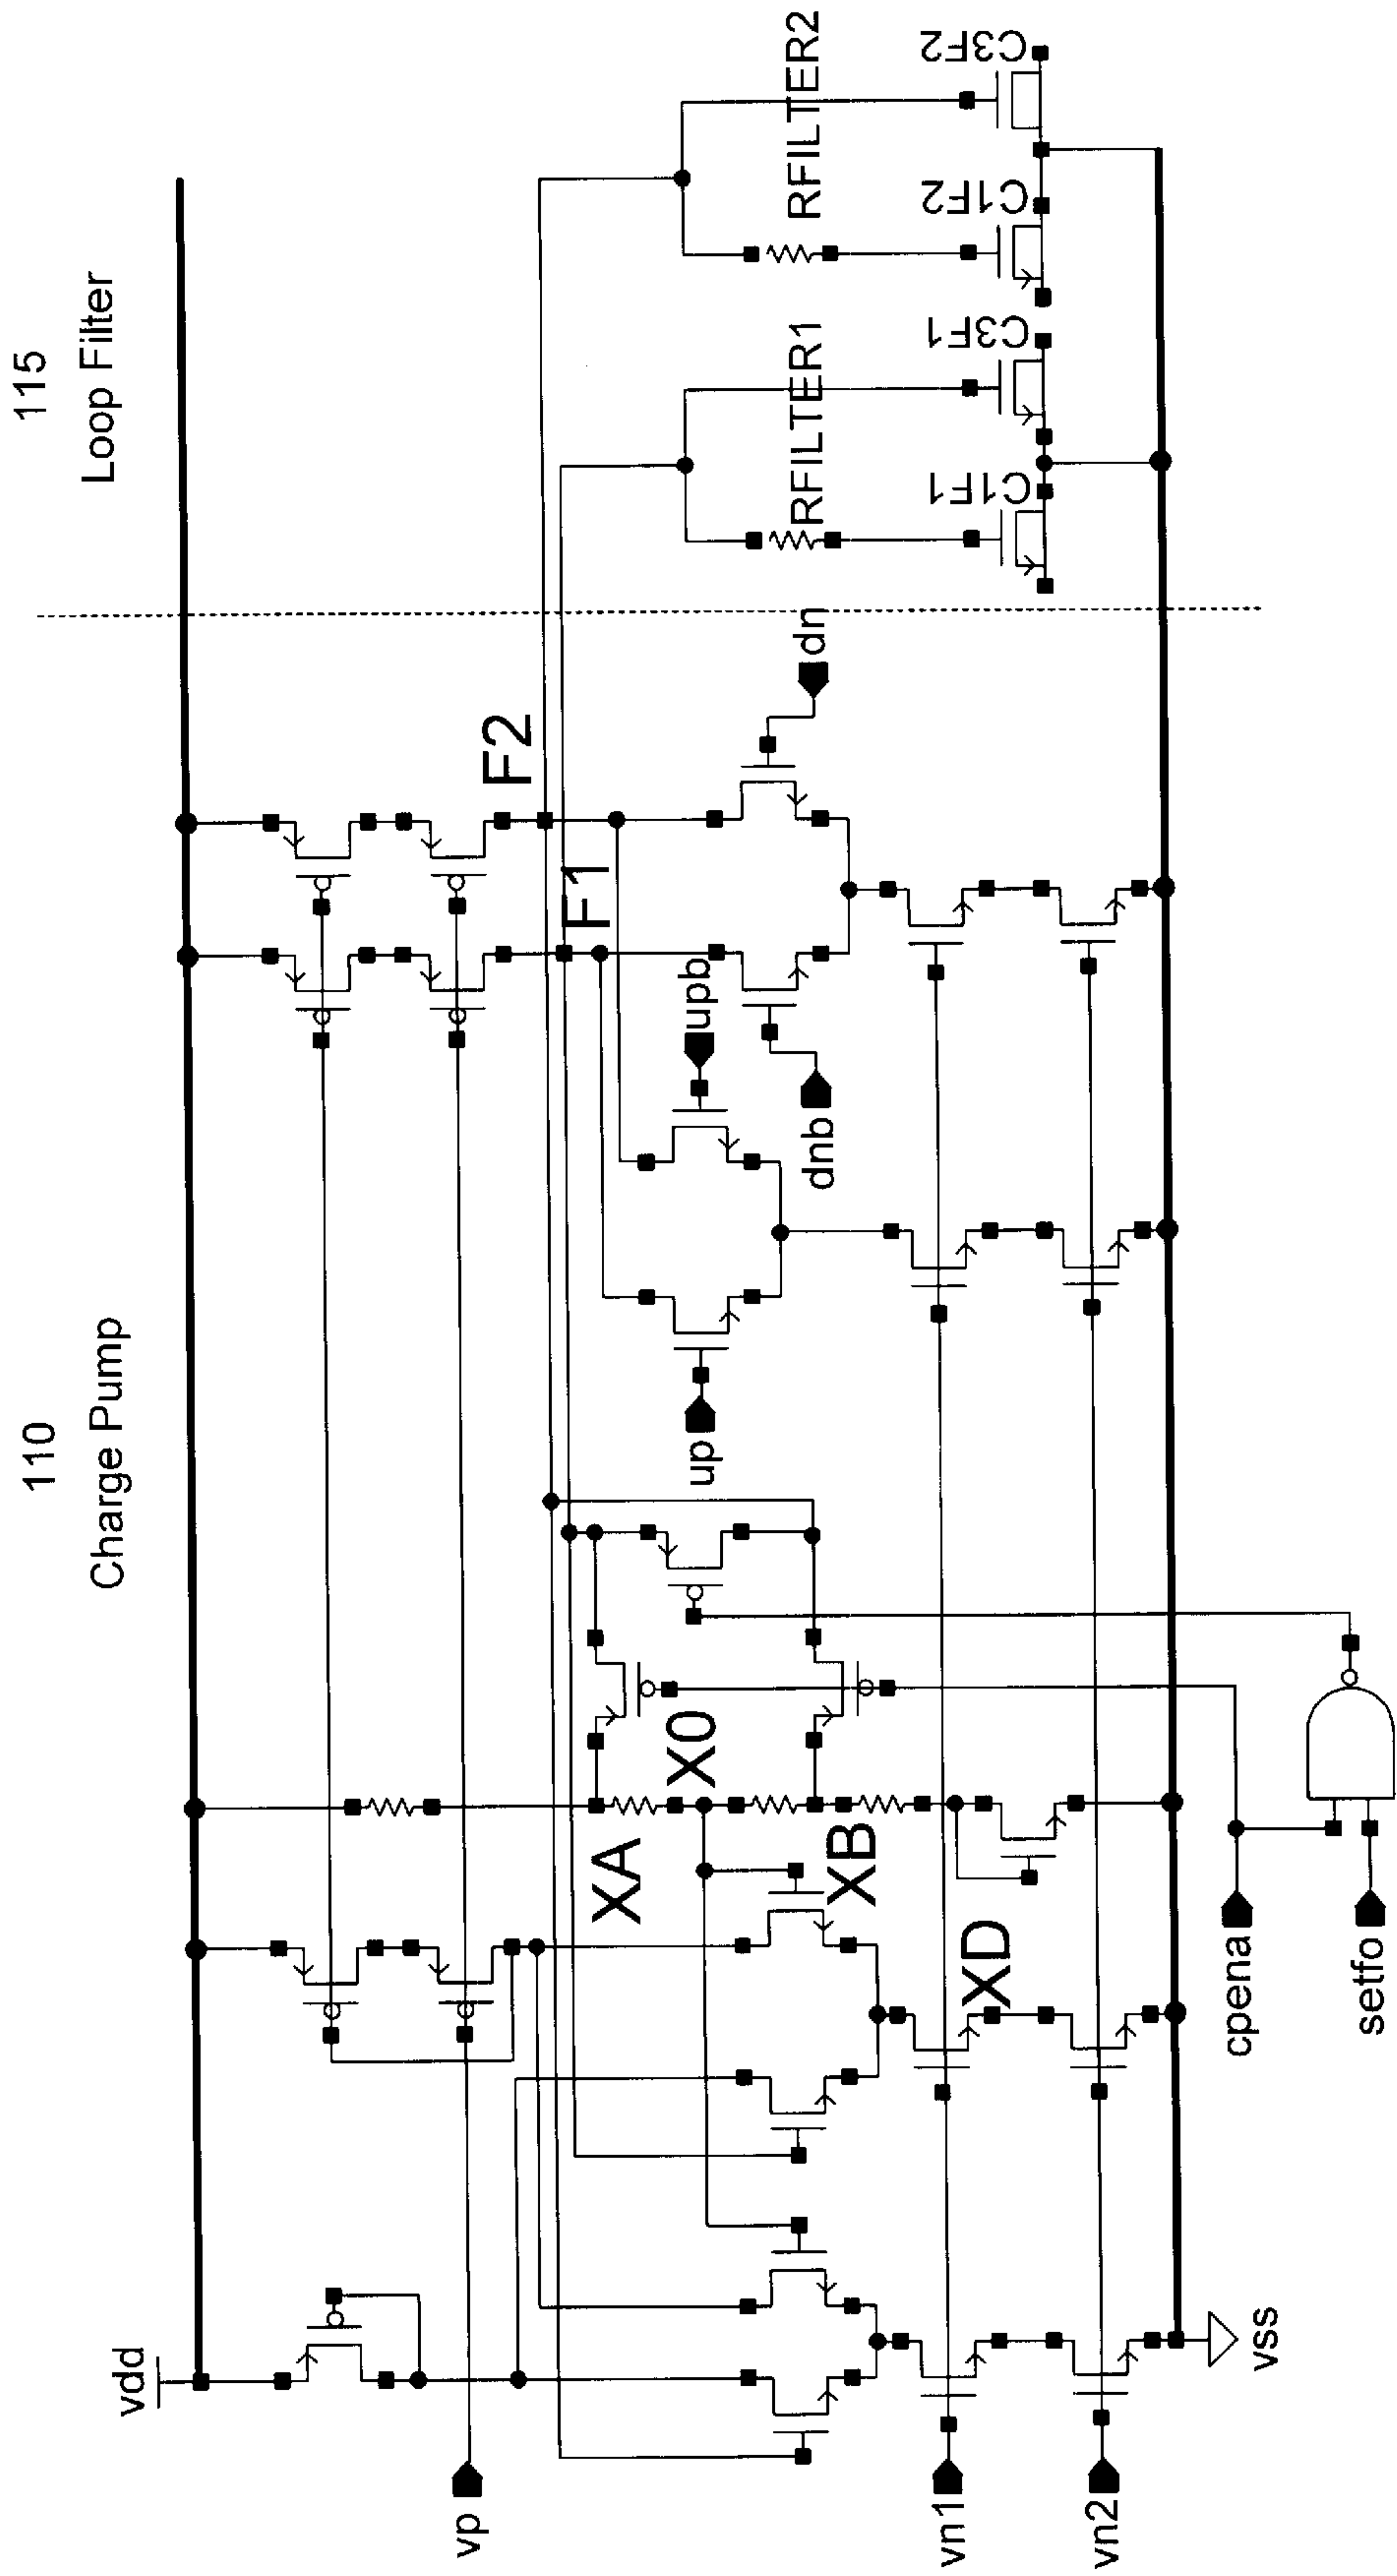 110
Charge Pump
115
Loop Filter
vdd
vp
F2
F1
upb
dn
up
dnb
XA
X0
XB
XD
RFILTER1
RFILTER2
C1F1
C3F1
C1F2
C3F2
vn1
vn2
vss
cpena
setfo